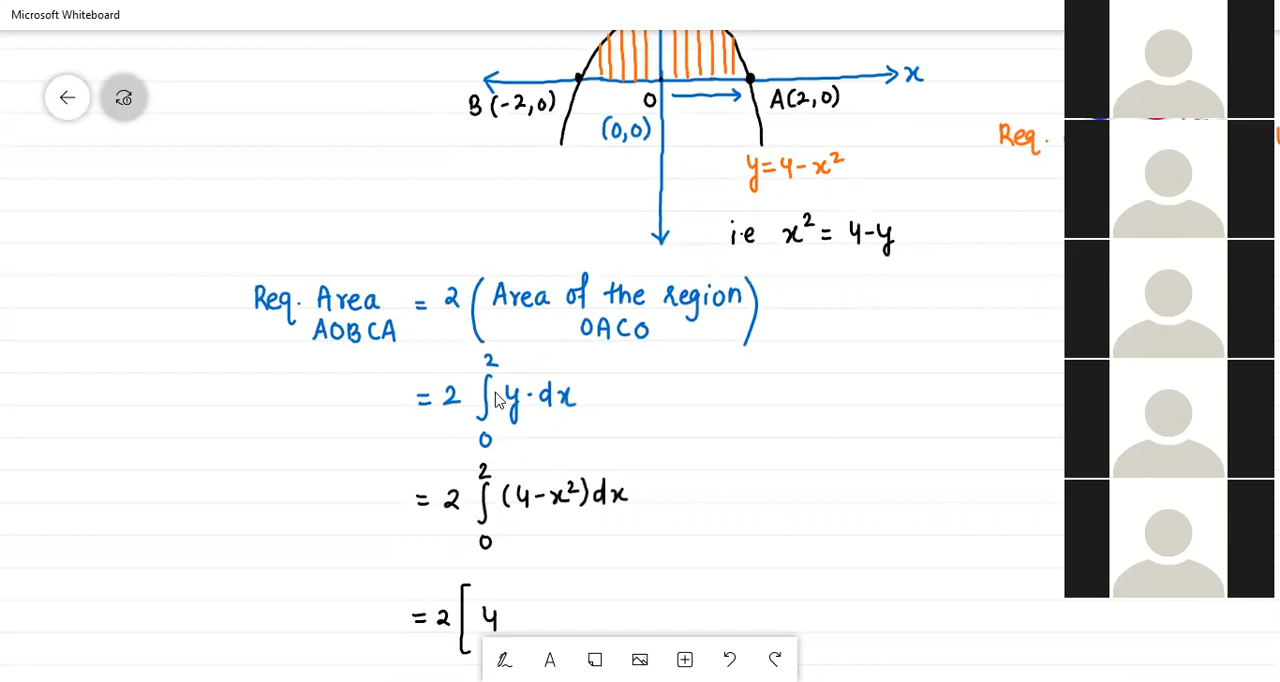 Microsoft Whiteboard
x
B (-2,0)
0
A(2,0)
(0,0)
Req.
y=4-x²
i.e x² = 4-y
Req. Area = 2 ( Area of the region
AOBCA OACO )
= 2 ∫₀² y·dx
= 2 ∫₀² (4-x²)dx
= 2 [ 4
A